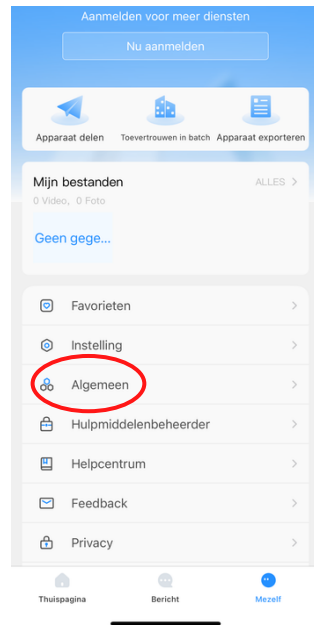 Aanmelden voor meer diensten
Nu aanmelden
Apparaat delen
Toevertrouwen in batch
Apparaat exporteren
Mijn bestanden
ALLES
0 Video, 0 Foto
Geen gege...
Favorieten
Instelling
Algemeen
Hulpmiddelenbeheerder
Helpcentrum
Feedback
Privacy
Thuispagina
Bericht
Mezelf